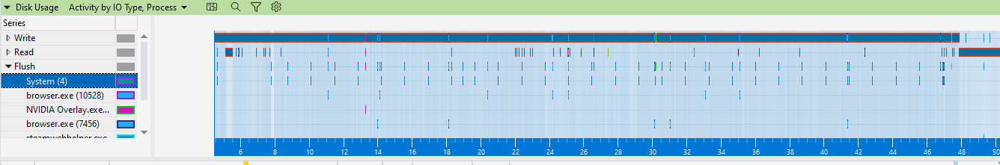 Disk Usage Activity by IO Type, Process
Series
Write
Read
Flush
System (4)
browser.exe (10528)
NVIDIA Overlay.exe...
browser.exe (7456)
steamwebhelper.exe
6 8 10 12 14 16 18 20 22 24 26 28 30 32 34 36 38 40 42 44 46 48 50